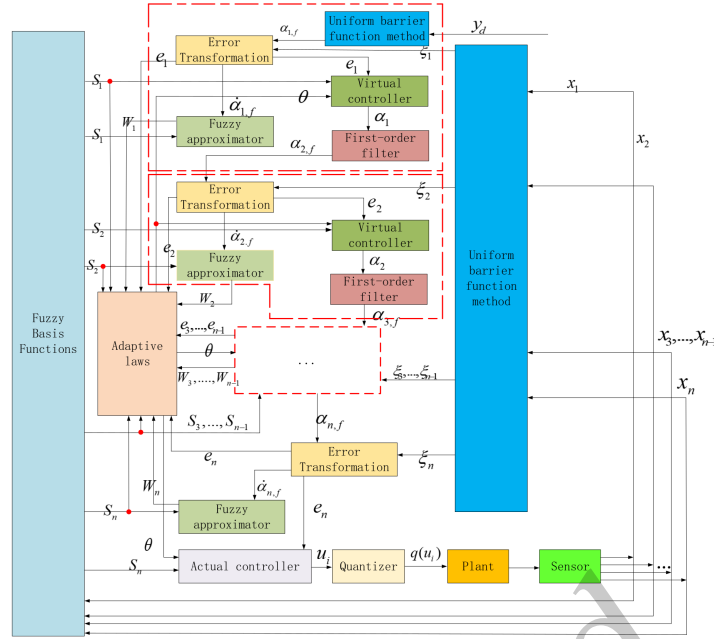 Uniform barrier
function method
y_d
α_{1,f}
Error
Transformation
ξ_1
e_1
e_1
S_1
θ
Virtual
controller
x_1
α̇_{1,f}
W_1
α_1
S_1
Fuzzy
approximator
First-order
filter
x_2
α_{2,f}
Error
Transformation
ξ_2
e_2
S_2
α̇_{2,f}
Virtual
controller
e_2
S_2
Fuzzy
approximator
α_2
Uniform
barrier
function
method
First-order
filter
W_2
α_{3,f}
Fuzzy
Basis
Functions
Adaptive
laws
e_3,...,e_{n-1}
θ
W_3,...,W_{n-1}
...
ξ_3,...,ξ_{n-1}
x_3,...,x_{n-1}
x_n
S_3,...,S_{n-1}
α_{n,f}
e_n
Error
Transformation
ξ_n
W_n
α̇_{n,f}
e_n
S_n
Fuzzy
approximator
θ
S_n
Actual controller
u_i
Quantizer
q(u_i)
Plant
Sensor
...